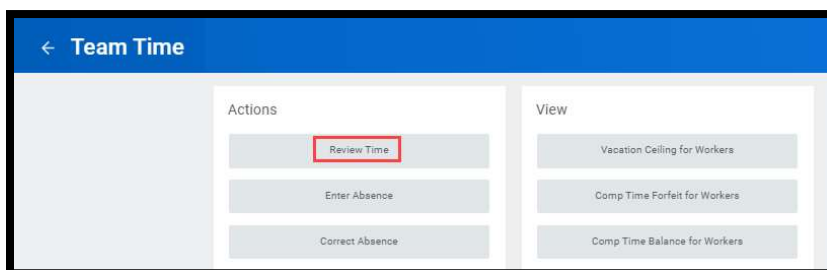 ← Team Time
Actions
Review Time
Enter Absence
Correct Absence
View
Vacation Ceiling for Workers
Comp Time Forfeit for Workers
Comp Time Balance for Workers